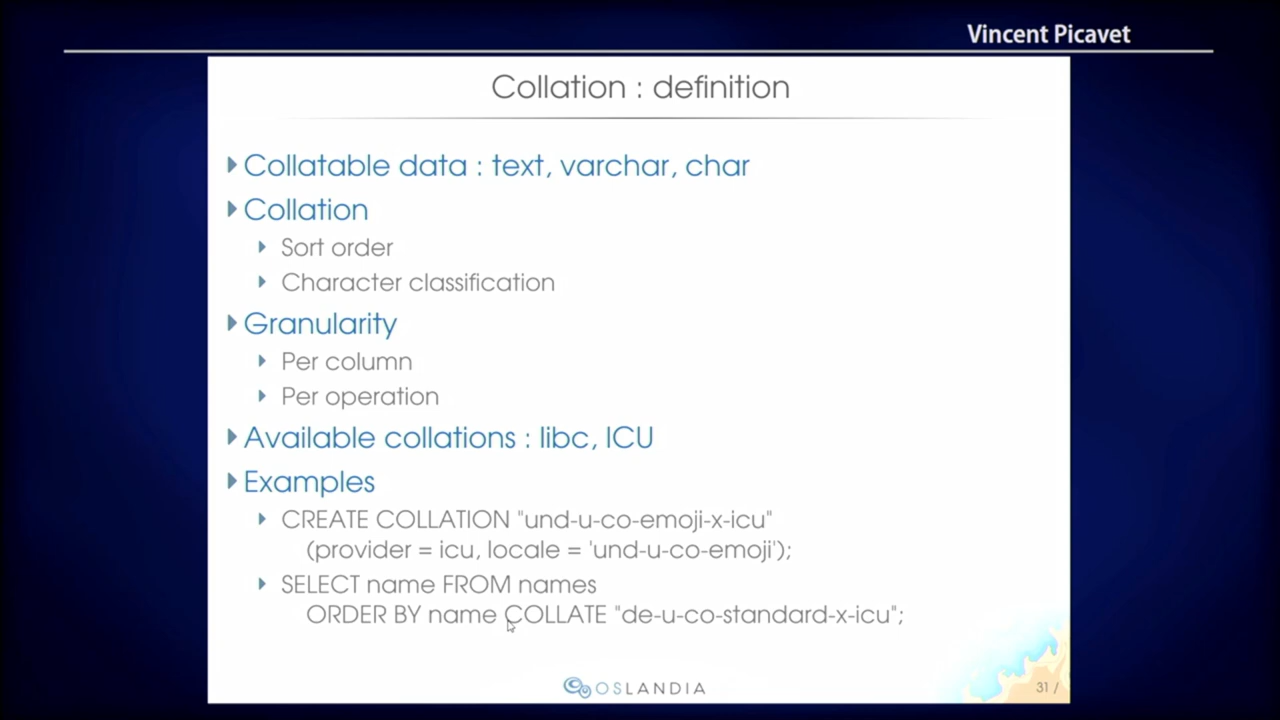 Vincent Picavet
Collation : definition
Collatable data : text, varchar, char
Collation
Sort order
Character classification
Granularity
Per column
Per operation
Available collations : libc, ICU
Examples
CREATE COLLATION "und-u-co-emoji-x-icu"
(provider = icu, locale = 'und-u-co-emoji');
SELECT name FROM names
ORDER BY name COLLATE "de-u-co-standard-x-icu";
OSLANDIA
31 /